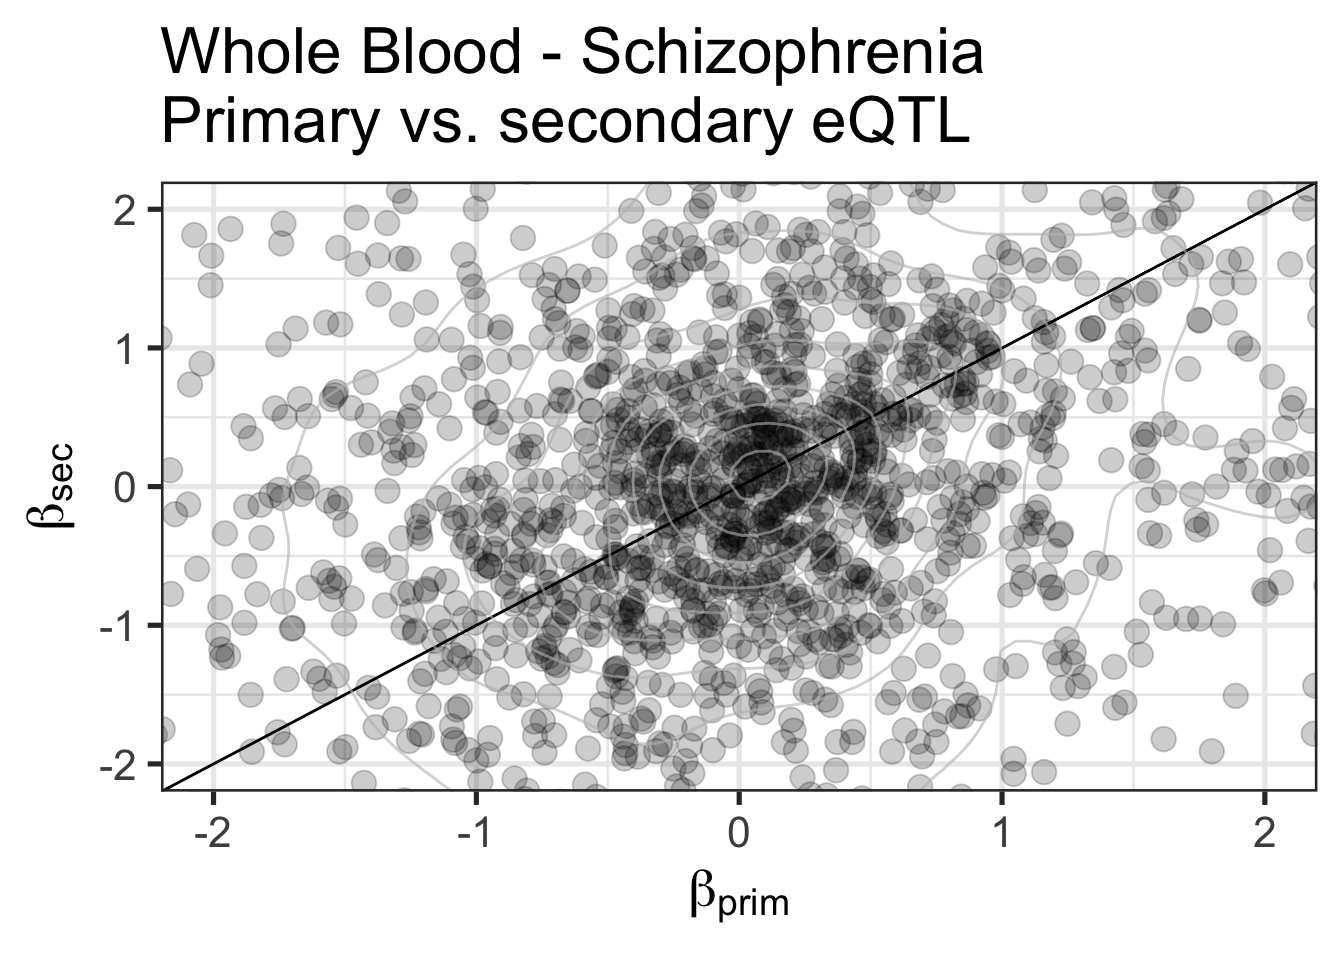 Whole Blood - Schizophrenia
Primary vs. secondary eQTL
2
1
0
-1
-2
βsec
-2 -1 0 1 2
βprim